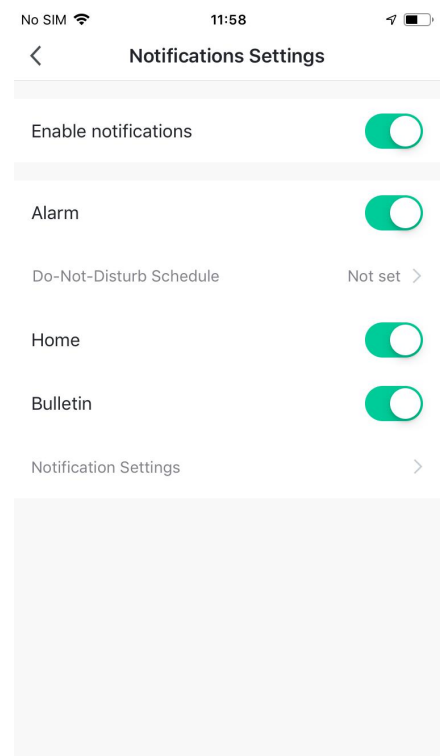 No SIM
11:58
Notifications Settings
Enable notifications
Alarm
Do-Not-Disturb Schedule Not set
Home
Bulletin
Notification Settings